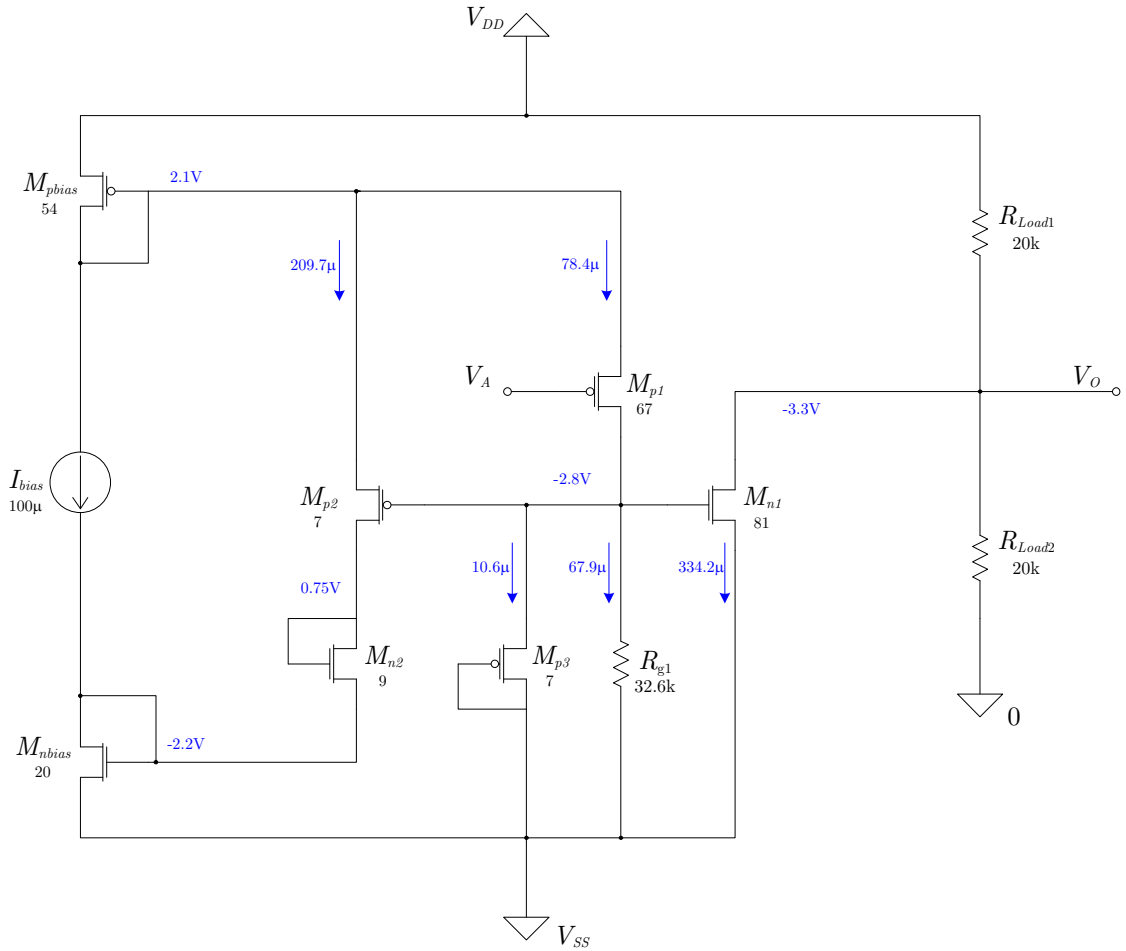 V_DD
M_pbias
54
2.1V
209.7μ
78.4μ
R_Load1
20k
V_A
M_p1
67
V_O
-3.3V
I_bias
100μ
M_p2
7
-2.8V
M_n1
81
R_Load2
20k
10.6μ
67.9μ
334.2μ
0.75V
M_n2
9
M_p3
7
R_g1
32.6k
0
M_nbias
20
-2.2V
V_SS